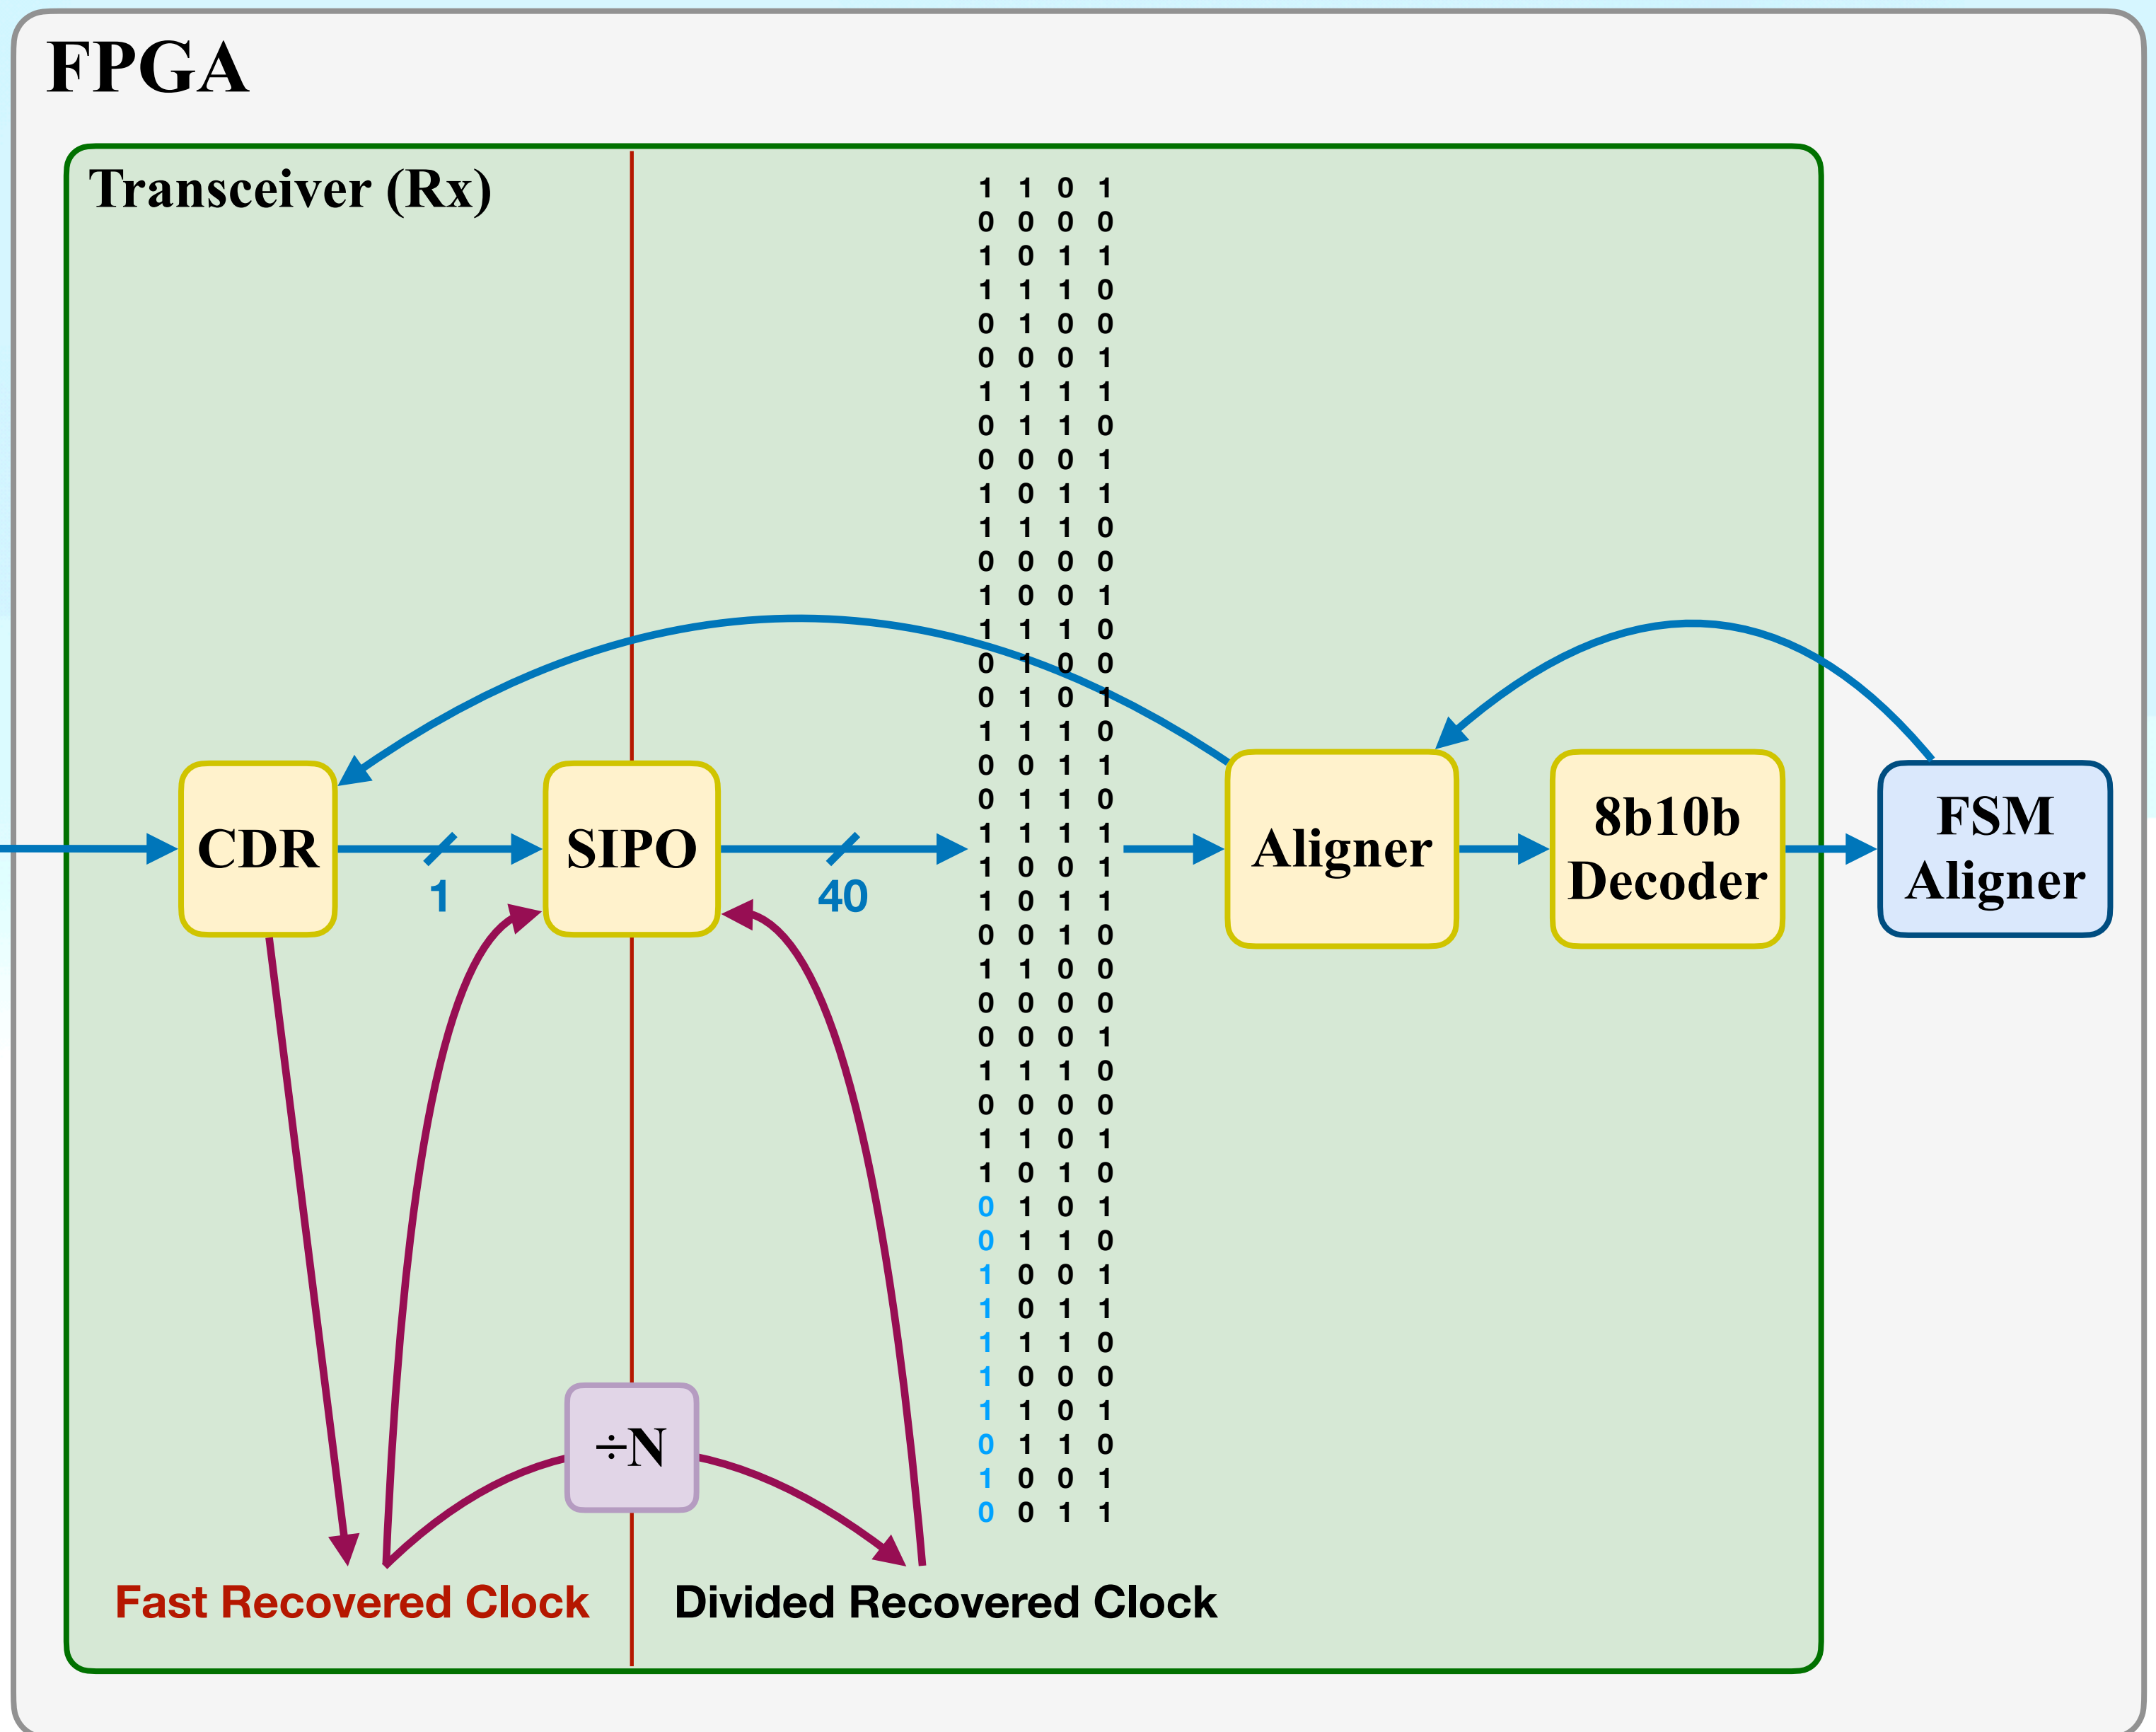 FPGA
Transceiver (Rx)
1 1 0 1
0 0 0 0
1 0 1 1
1 1 1 0
0 1 0 0
0 0 0 1
1 1 1 1
0 1 1 0
0 0 0 1
1 0 1 1
1 1 1 0
0 0 0 0
1 0 0 1
1 1 1 0
0 1 0 0
0 1 0 1
1 1 1 0
0 0 1 1
0 1 1 0
1 1 1 1
1 0 0 1
1 0 1 1
0 0 1 0
1 1 0 0
0 0 0 0
0 0 0 1
1 1 1 0
0 0 0 0
1 1 0 1
1 0 1 0
0 1 0 1
0 1 1 0
1 0 0 1
1 0 1 1
1 1 1 0
1 0 0 0
1 1 0 1
0 1 1 0
1 0 0 1
0 0 1 1
CDR
1
SIPO
40
Aligner
8b10b
Decoder
FSM
Aligner
÷N
Fast Recovered Clock
Divided Recovered Clock